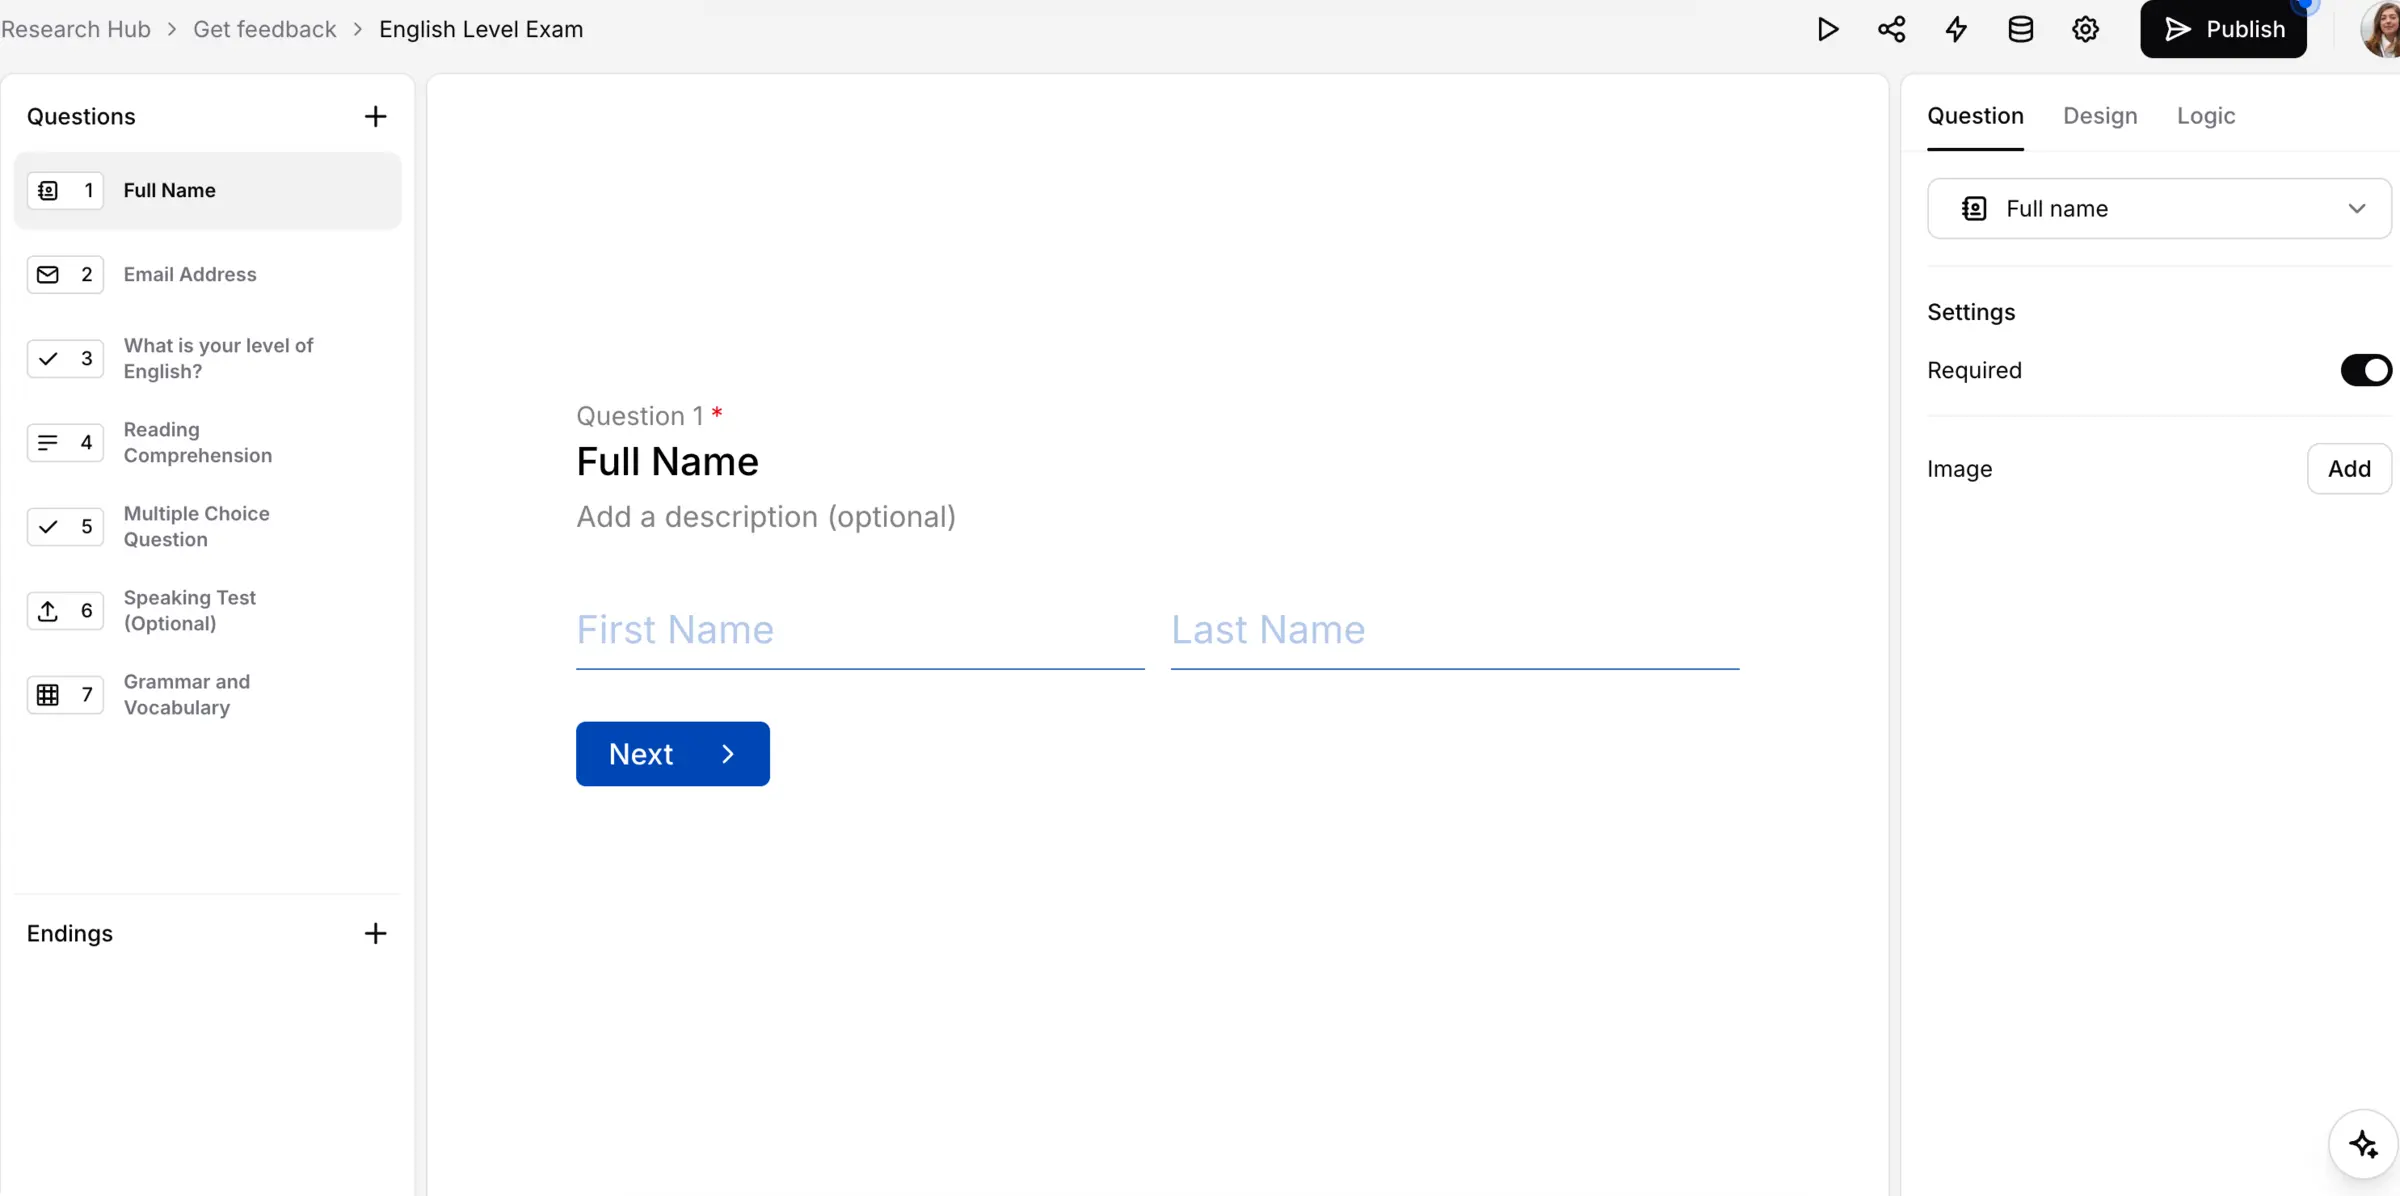 Research Hub > Get feedback > English Level Exam
Publish
Questions
1 Full Name
2 Email Address
3 What is your level of
English?
4 Reading
Comprehension
5 Multiple Choice
Question
6 Speaking Test
(Optional)
7 Grammar and
Vocabulary
Endings
Question 1 *
Full Name
Add a description (optional)
First Name Last Name
Next
Question Design Logic
Full name
Settings
Required
Image Add